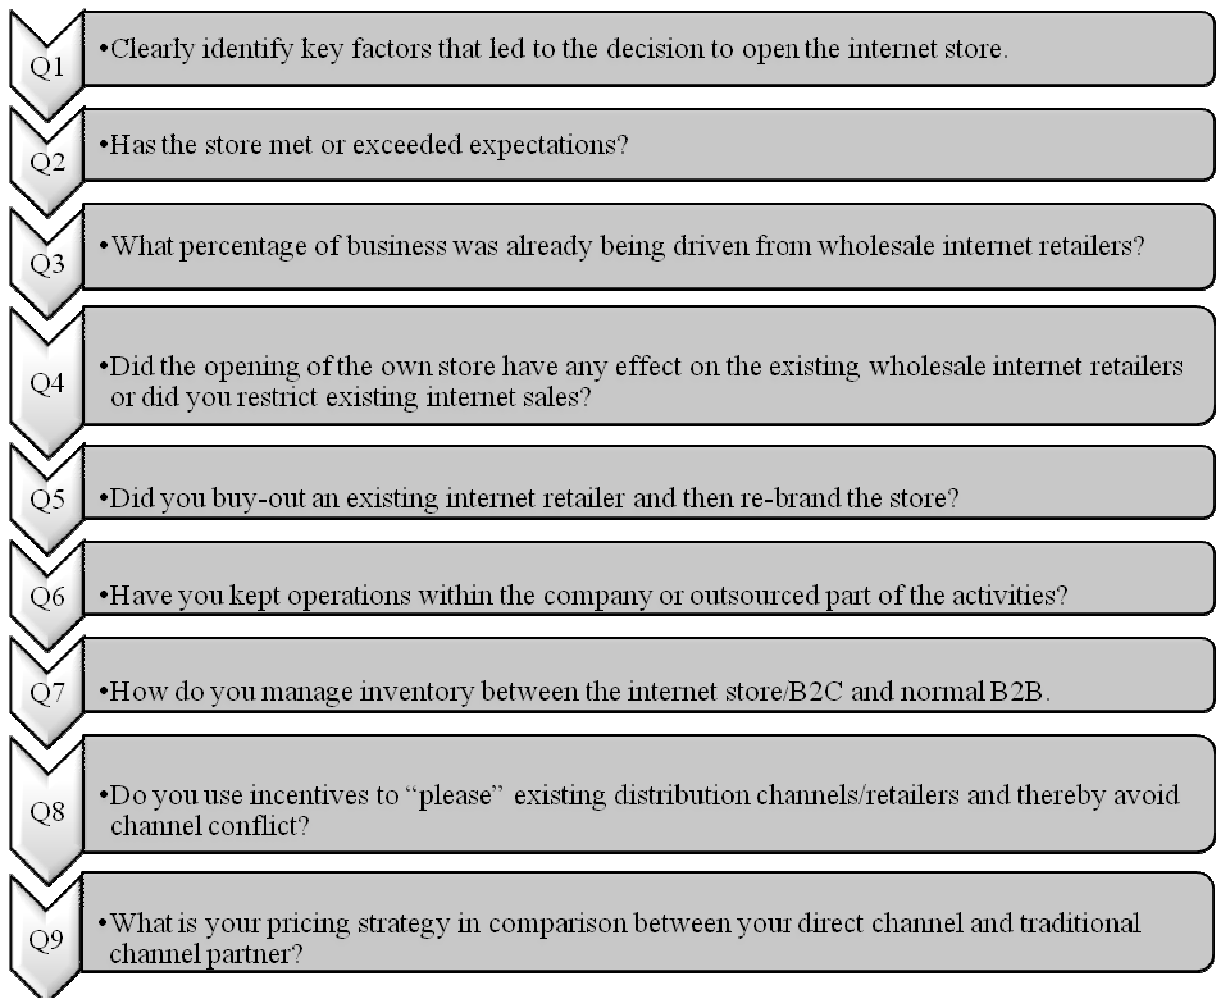 Q1
•Clearly identify key factors that led to the decision to open the internet store.
Q2
•Has the store met or exceeded expectations?
Q3
•What percentage of business was already being driven from wholesale internet retailers?
Q4
•Did the opening of the own store have any effect on the existing wholesale internet retailers
or did you restrict existing internet sales?
Q5
•Did you buy-out an existing internet retailer and then re-brand the store?
Q6
•Have you kept operations within the company or outsourced part of the activities?
Q7
•How do you manage inventory between the internet store/B2C and normal B2B.
Q8
•Do you use incentives to “please” existing distribution channels/retailers and thereby avoid
channel conflict?
Q9
•What is your pricing strategy in comparison between your direct channel and traditional
channel partner?